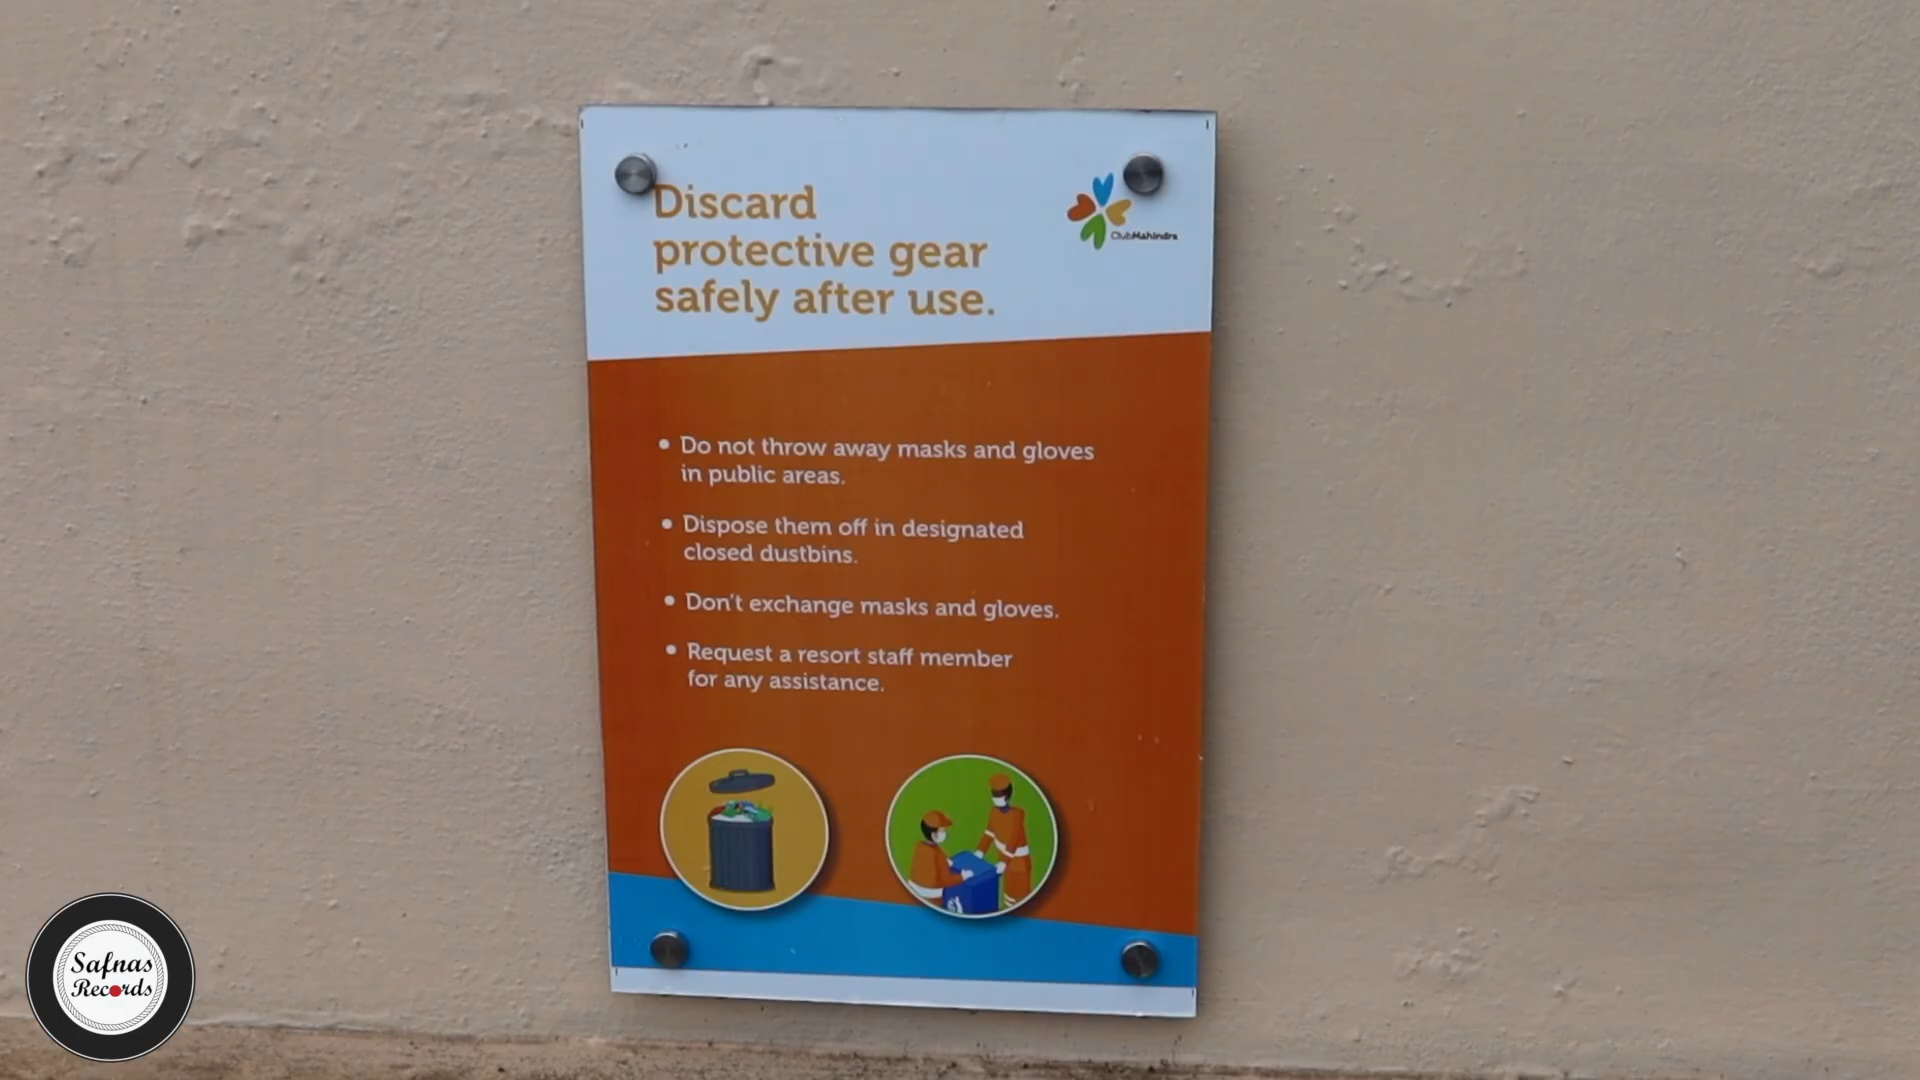 Discard
protective gear
safely after use.
ClubMahindra
Do not throw away masks and gloves
in public areas.
Dispose them off in designated
closed dustbins.
Don't exchange masks and gloves.
Request a resort staff member
for any assistance.
Safnas
Records